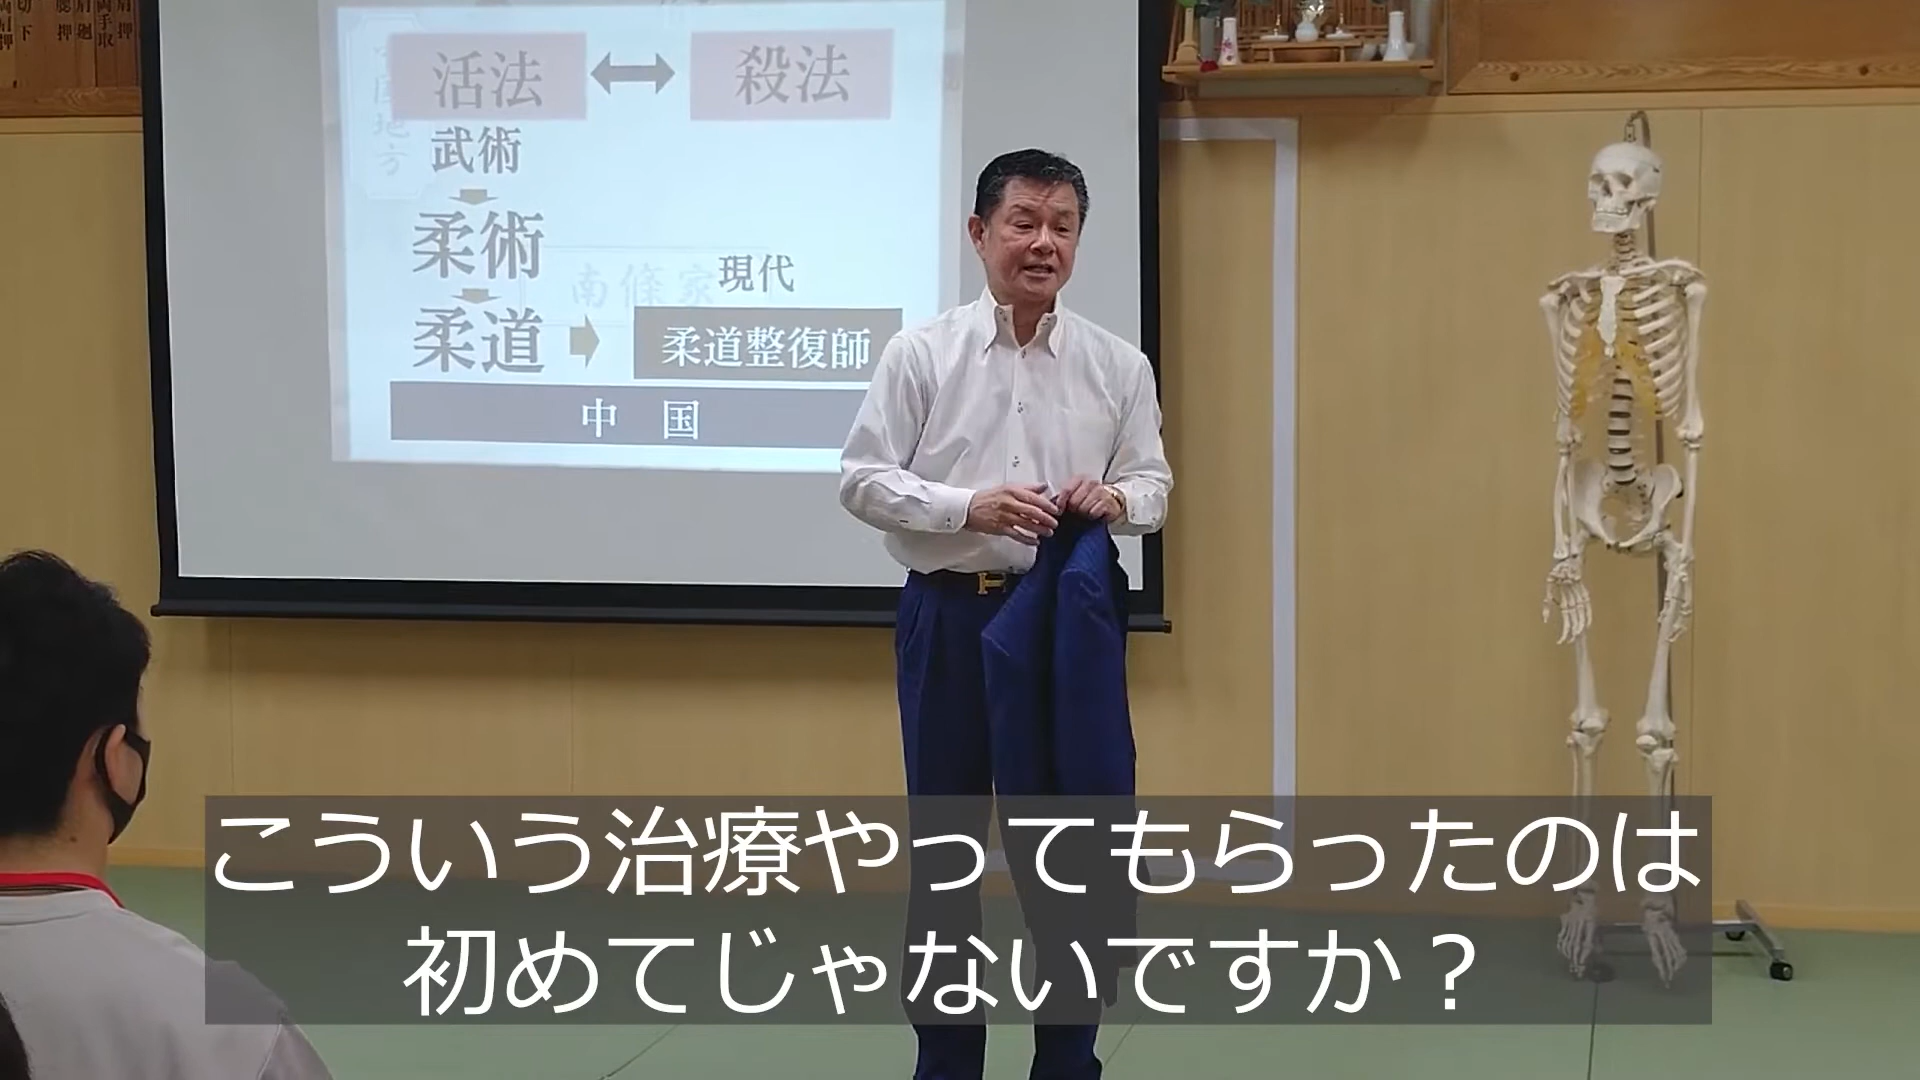 活法 ↔ 殺法
武術
柔術
南條家 現代
柔道 → 柔道整復師
中 国
こういう治療やってもらったのは
初めてじゃないですか？